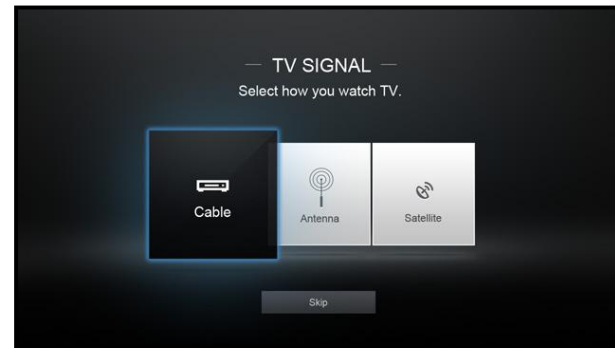 TV SIGNAL
Select how you watch TV.
Cable
Antenna
Satellite
Skip